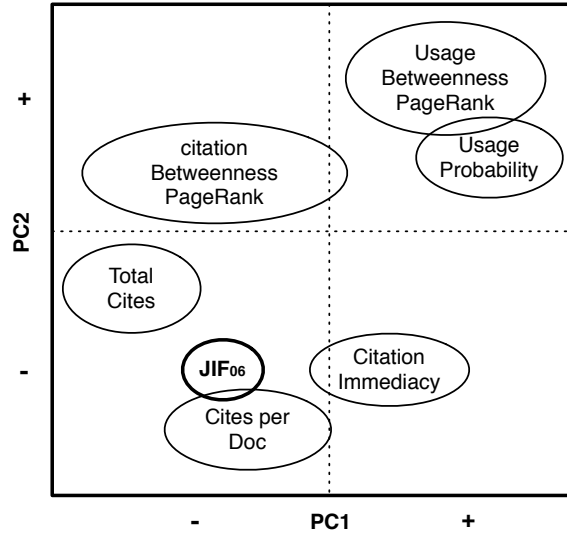 Usage
Betweenness
PageRank
+
Usage
Probability
citation
Betweenness
PageRank
PC2
Total
Cites
-
JIF06
Citation
Immediacy
Cites per
Doc
- PC1 +